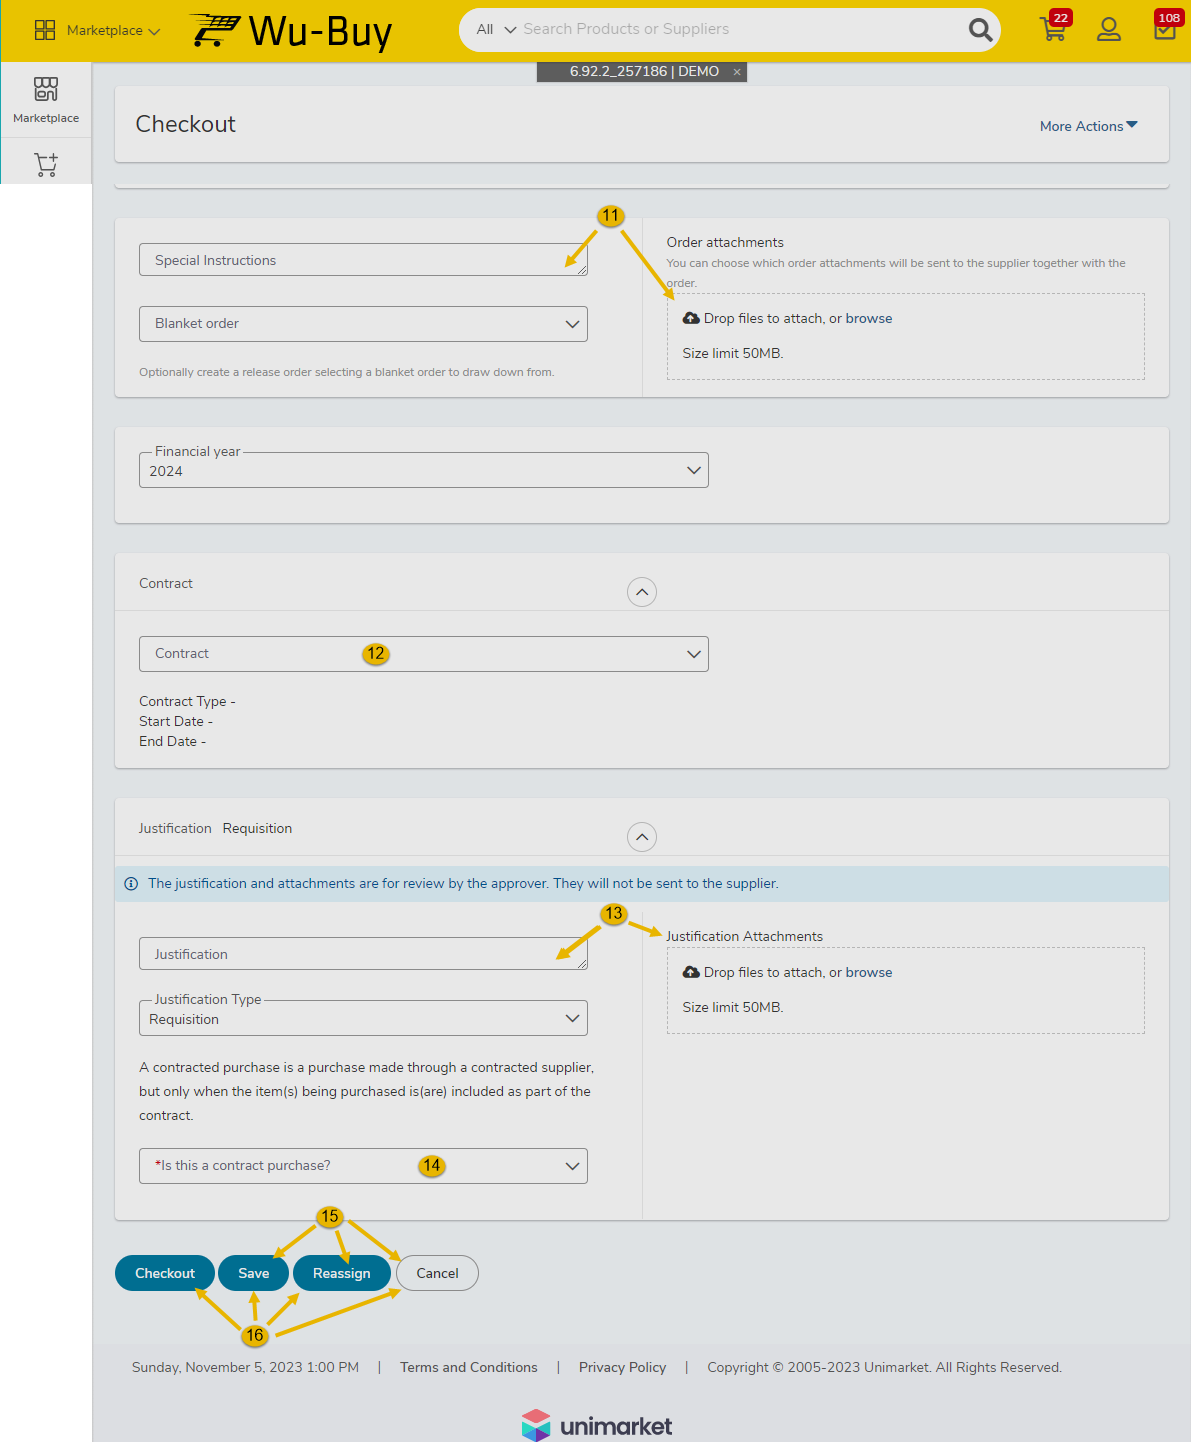 Marketplace
Wu-Buy
All
Search Products or Suppliers
22
108
6.92.2_257186 | DEMO ×
Marketplace
Checkout
More Actions
11
Special Instructions
Order attachments
You can choose which order attachments will be sent to the supplier together with the
order.
Drop files to attach, or browse
Size limit 50MB.
Blanket order
Optionally create a release order selecting a blanket order to draw down from.
Financial year
2024
Contract
Contract
12
Contract Type -
Start Date -
End Date -
Justification Requisition
The justification and attachments are for review by the approver. They will not be sent to the supplier.
13
Justification
Justification Attachments
Drop files to attach, or browse
Size limit 50MB.
Justification Type
Requisition
A contracted purchase is a purchase made through a contracted supplier,
but only when the item(s) being purchased is(are) included as part of the
contract.
*Is this a contract purchase?
14
15
Checkout
Save
Reassign
Cancel
16
Sunday, November 5, 2023 1:00 PM | Terms and Conditions | Privacy Policy | Copyright © 2005-2023 Unimarket. All Rights Reserved.
unimarket